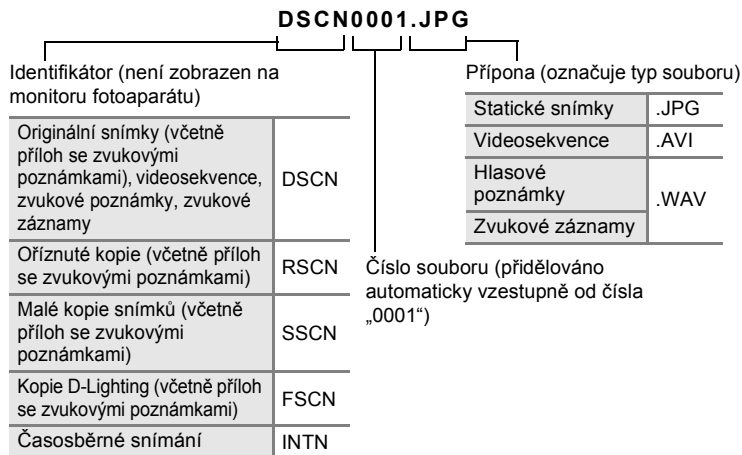 DSCN0001.JPG
Identifikátor (není zobrazen na
monitoru fotoaparátu)
Originální snímky (včetně
příloh se zvukovými
poznámkami), videosekvence,
zvukové poznámky, zvukové
záznamy
DSCN
Oříznuté kopie (včetně příloh
se zvukovými poznámkami)
RSCN
Malé kopie snímků (včetně
příloh se zvukovými
poznámkami)
SSCN
Kopie D-Lighting (včetně příloh
se zvukovými poznámkami)
FSCN
Časosběrné snímání
INTN
Číslo souboru (přidělováno
automaticky vzestupně od čísla
„0001“)
Přípona (označuje typ souboru)
Statické snímky
.JPG
Videosekvence
.AVI
Hlasové
poznámky
.WAV
Zvukové záznamy